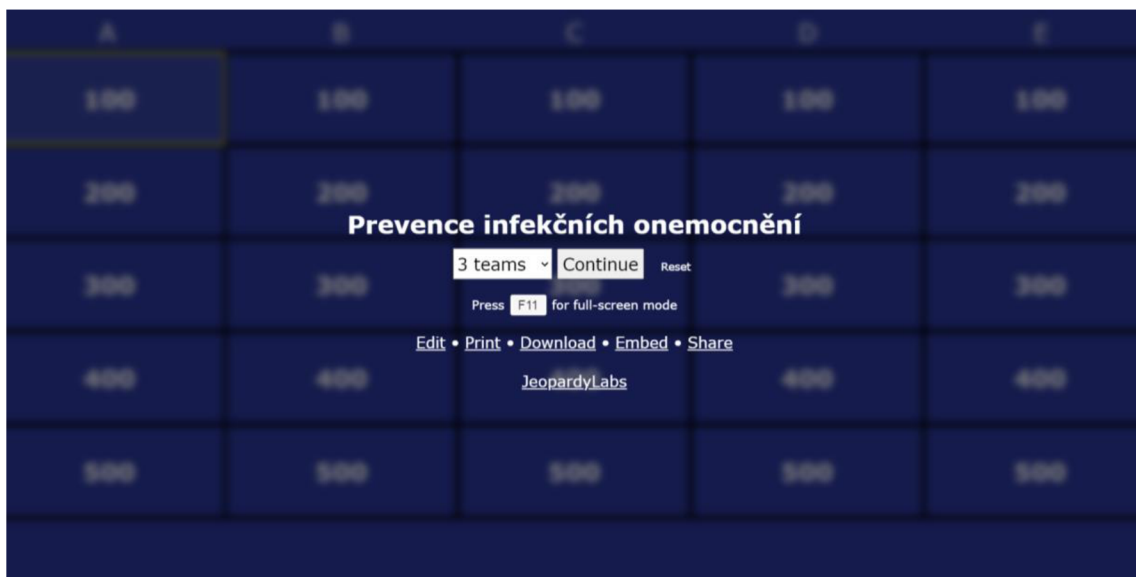 A B C D E
100 100 100 100 100
200 200 200 200 200
Prevence infekčních onemocnění
3 teams Continue Reset
300 300 300 300
Press F11 for full-screen mode
Edit • Print • Download • Embed • Share
400 400 400 400
JeopardyLabs
500 500 500 500 500